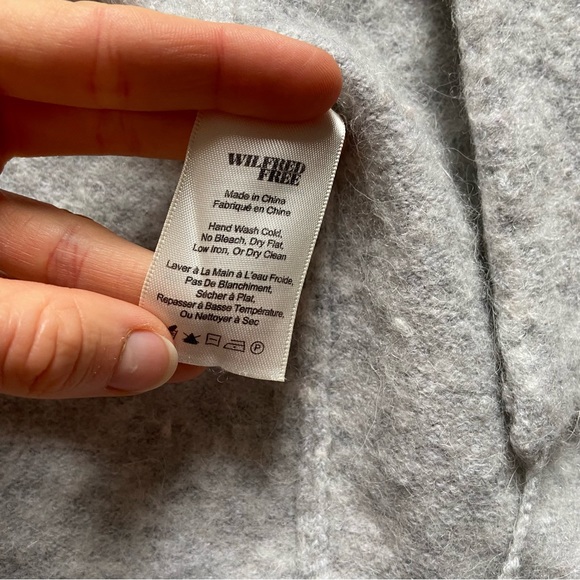 WILFRED
FREE
Made in China
Fabriqué en Chine
Hand Wash Cold,
No Bleach, Dry Flat,
Low Iron, Or Dry Clean
Laver à La Main à L'eau Froide,
Pas De Blanchiment,
Sécher à Plat,
Repasser à Basse Température,
Ou Nettoyer à Sec
P